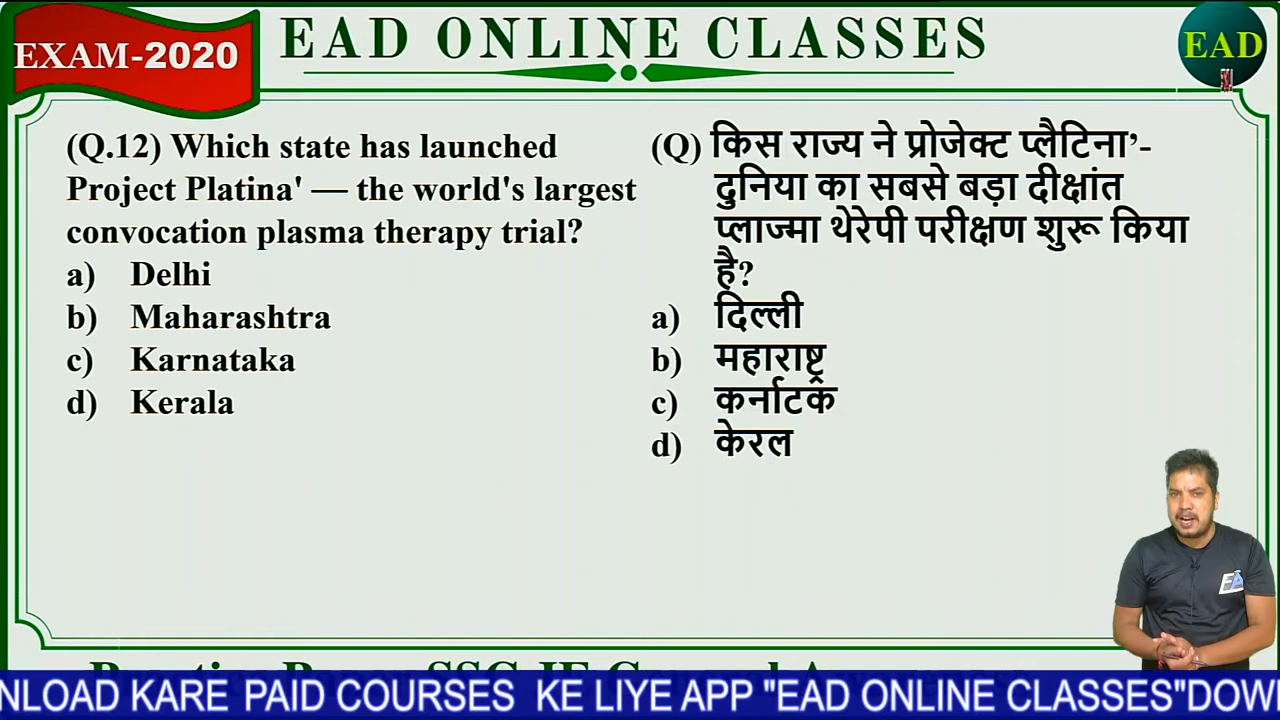 EXAM-2020
EAD ONLINE CLASSES
EAD
(Q.12) Which state has launched
Project Platina' — the world's largest
convocation plasma therapy trial?
a) Delhi
b) Maharashtra
c) Karnataka
d) Kerala
(Q) किस राज्य ने प्रोजेक्ट प्लैटिना’-
दुनिया का सबसे बड़ा दीक्षांत
प्लाज्मा थेरेपी परीक्षण शुरू किया
है?
a) दिल्ली
b) महाराष्ट्र
c) कर्नाटक
d) केरल
NLOAD KARE PAID COURSES KE LIYE APP "EAD ONLINE CLASSES"DOW